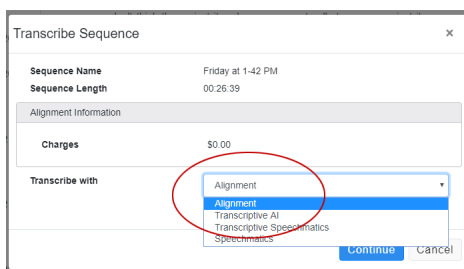 Transcribe Sequence ×
Sequence Name Friday at 1-42 PM
Sequence Length 00:26:39
Alignment Information
Charges $0.00
Transcribe with Alignment
Alignment
Transcriptive AI
Transcriptive Speechmatics
Speechmatics
Continue Cancel